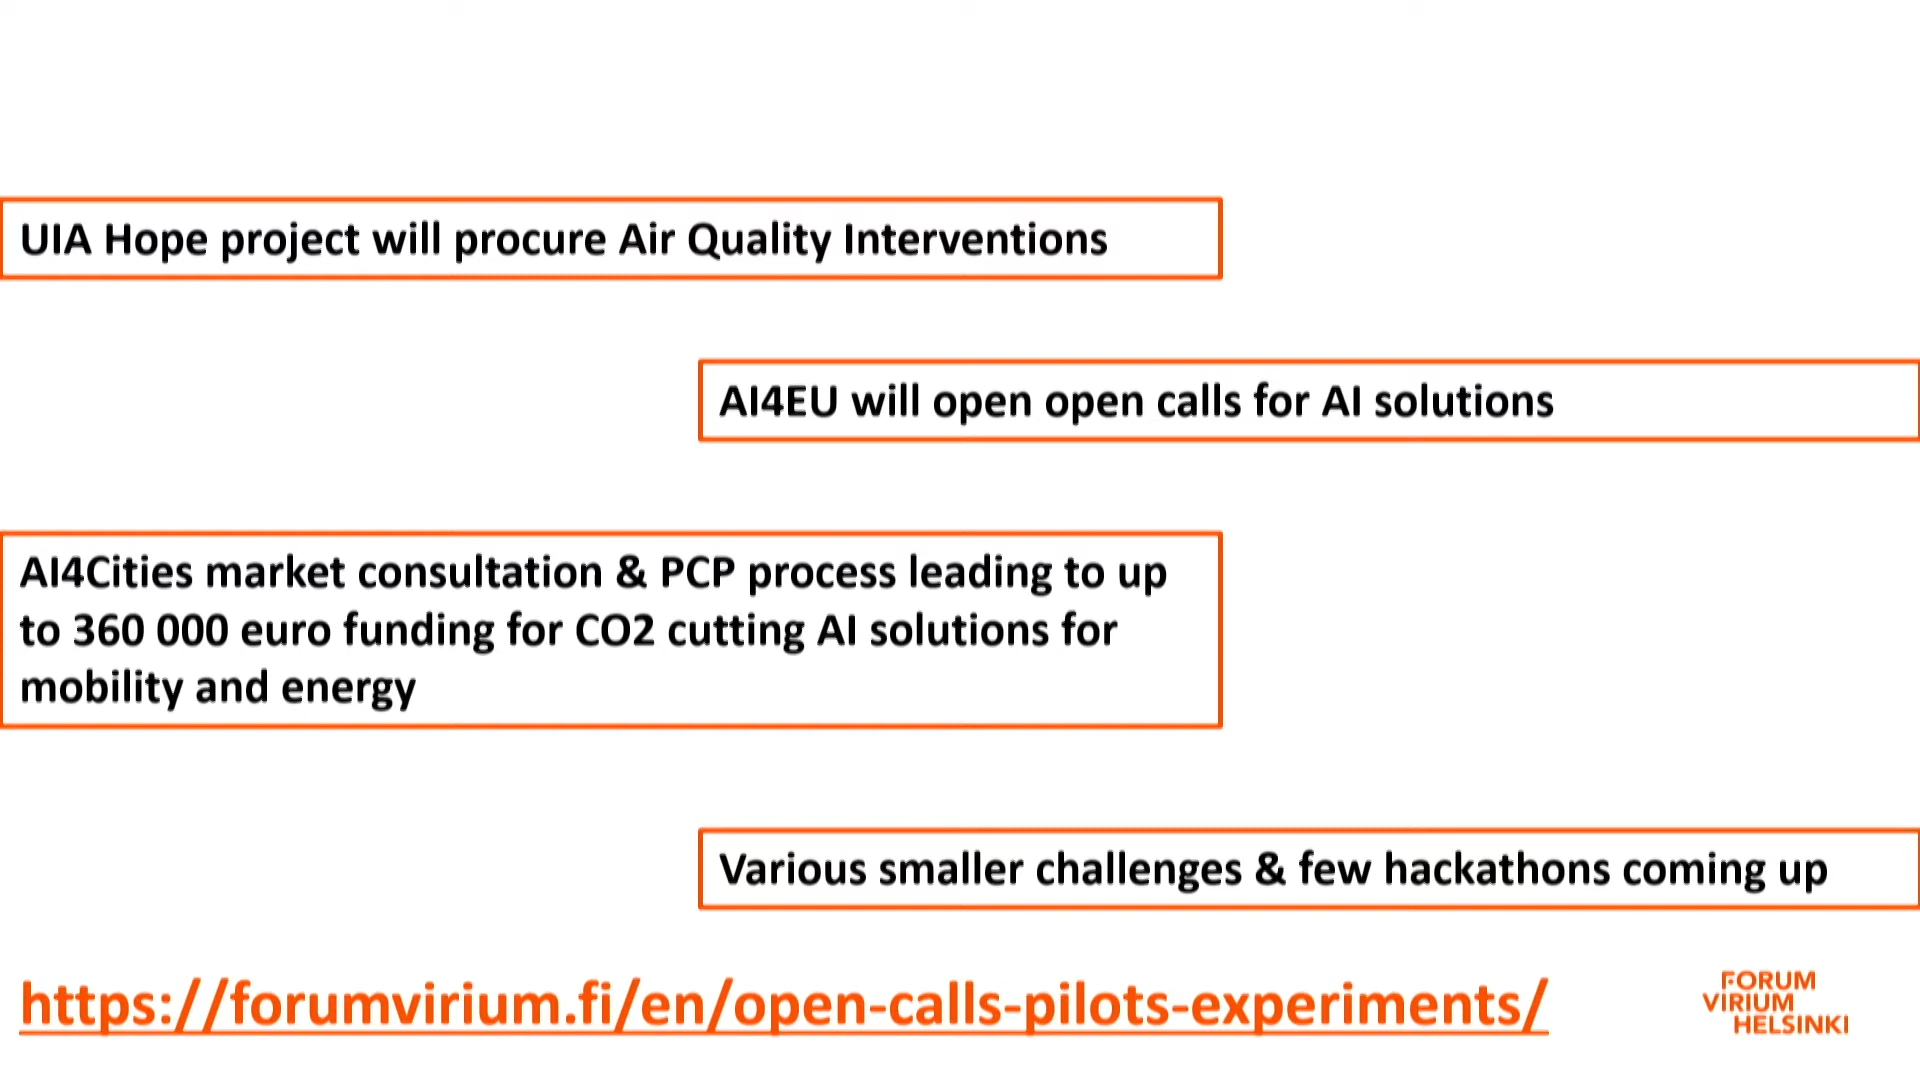 UIA Hope project will procure Air Quality Interventions
AI4EU will open open calls for AI solutions
AI4Cities market consultation & PCP process leading to up
to 360 000 euro funding for CO2 cutting AI solutions for
mobility and energy
Various smaller challenges & few hackathons coming up
https://forumvirium.fi/en/open-calls-pilots-experiments/
FORUM
VIRIUM
HELSINKI